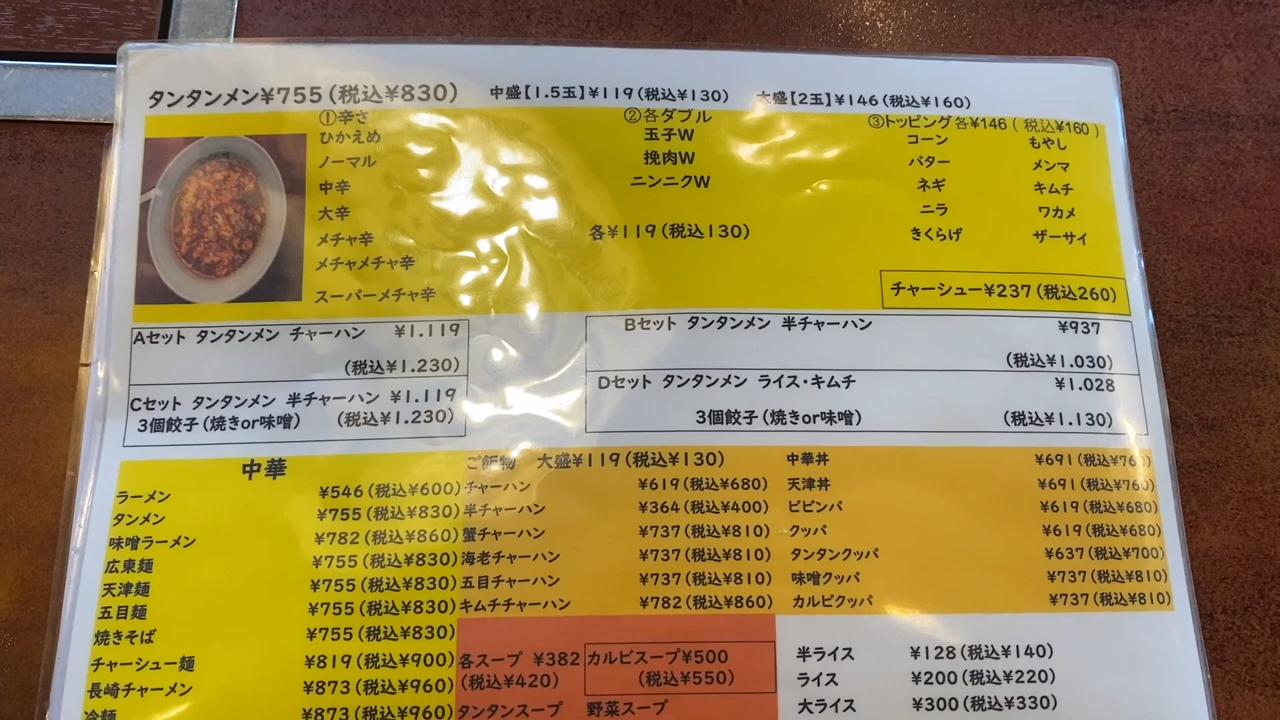 タンタンメン¥755(税込¥830) 中盛【1.5玉】¥119(税込¥130) 大盛【2玉】¥146(税込¥160)
①辛さ
ひかえめ
ノーマル
中辛
大辛
メチャ辛
メチャメチャ辛
スーパーメチャ辛
②各ダブル
玉子W
挽肉W
ニンニクW
各¥119(税込130)
③トッピング各¥146(税込¥160)
コーン もやし
バター メンマ
ネギ キムチ
ニラ ワカメ
きくらげ ザーサイ
チャーシュー¥237(税込260)
Aセット タンタンメン チャーハン ¥1.119
(税込¥1.230)
Bセット タンタンメン 半チャーハン ¥937
(税込¥1.030)
Cセット タンタンメン 半チャーハン ¥1.119
3個餃子(焼きor味噌) (税込¥1.230)
Dセット タンタンメン ライス・キムチ ¥1.028
3個餃子(焼きor味噌) (税込¥1.130)
中華
ラーメン ¥546(税込¥600)
タンメン ¥755(税込¥830)
味噌ラーメン ¥782(税込¥860)
広東麺 ¥755(税込¥830)
天津麺 ¥755(税込¥830)
五目麺 ¥755(税込¥830)
焼きそば ¥755(税込¥830)
チャーシュー麺 ¥819(税込¥900)
長崎チャーメン ¥873(税込¥960)
冷麺 ¥873(税込¥960)
ご飯物 大盛¥119(税込¥130)
チャーハン ¥619(税込¥680)
半チャーハン ¥364(税込¥400)
蟹チャーハン ¥737(税込¥810)
海老チャーハン ¥737(税込¥810)
五目チャーハン ¥737(税込¥810)
キムチチャーハン ¥782(税込¥860)
中華丼 ¥691(税込¥760)
天津丼 ¥691(税込¥760)
ビビンバ ¥619(税込¥680)
クッパ ¥619(税込¥680)
タンタンクッパ ¥637(税込¥700)
味噌クッパ ¥737(税込¥810)
カルビクッパ ¥737(税込¥810)
各スープ ¥382
(税込¥420)
カルビスープ¥500
(税込¥550)
タンタンスープ 野菜スープ
半ライス ¥128(税込¥140)
ライス ¥200(税込¥220)
大ライス ¥300(税込¥330)